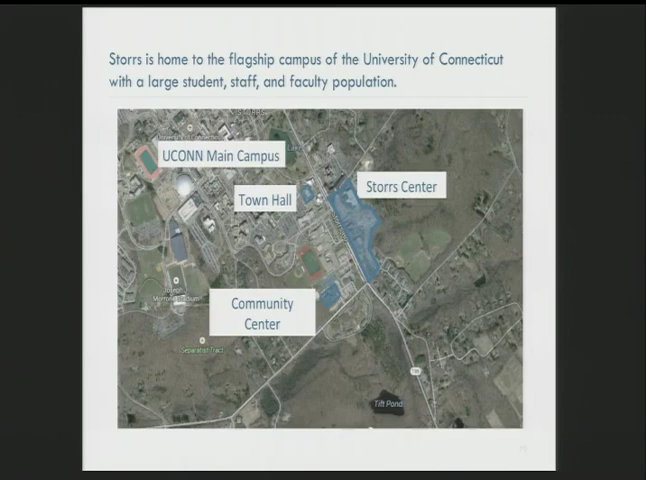 Storrs is home to the flagship campus of the University of Connecticut
with a large student, staff, and faculty population.
UCONN Main Campus
Town Hall
Storrs Center
Community
Center
Tift Pond